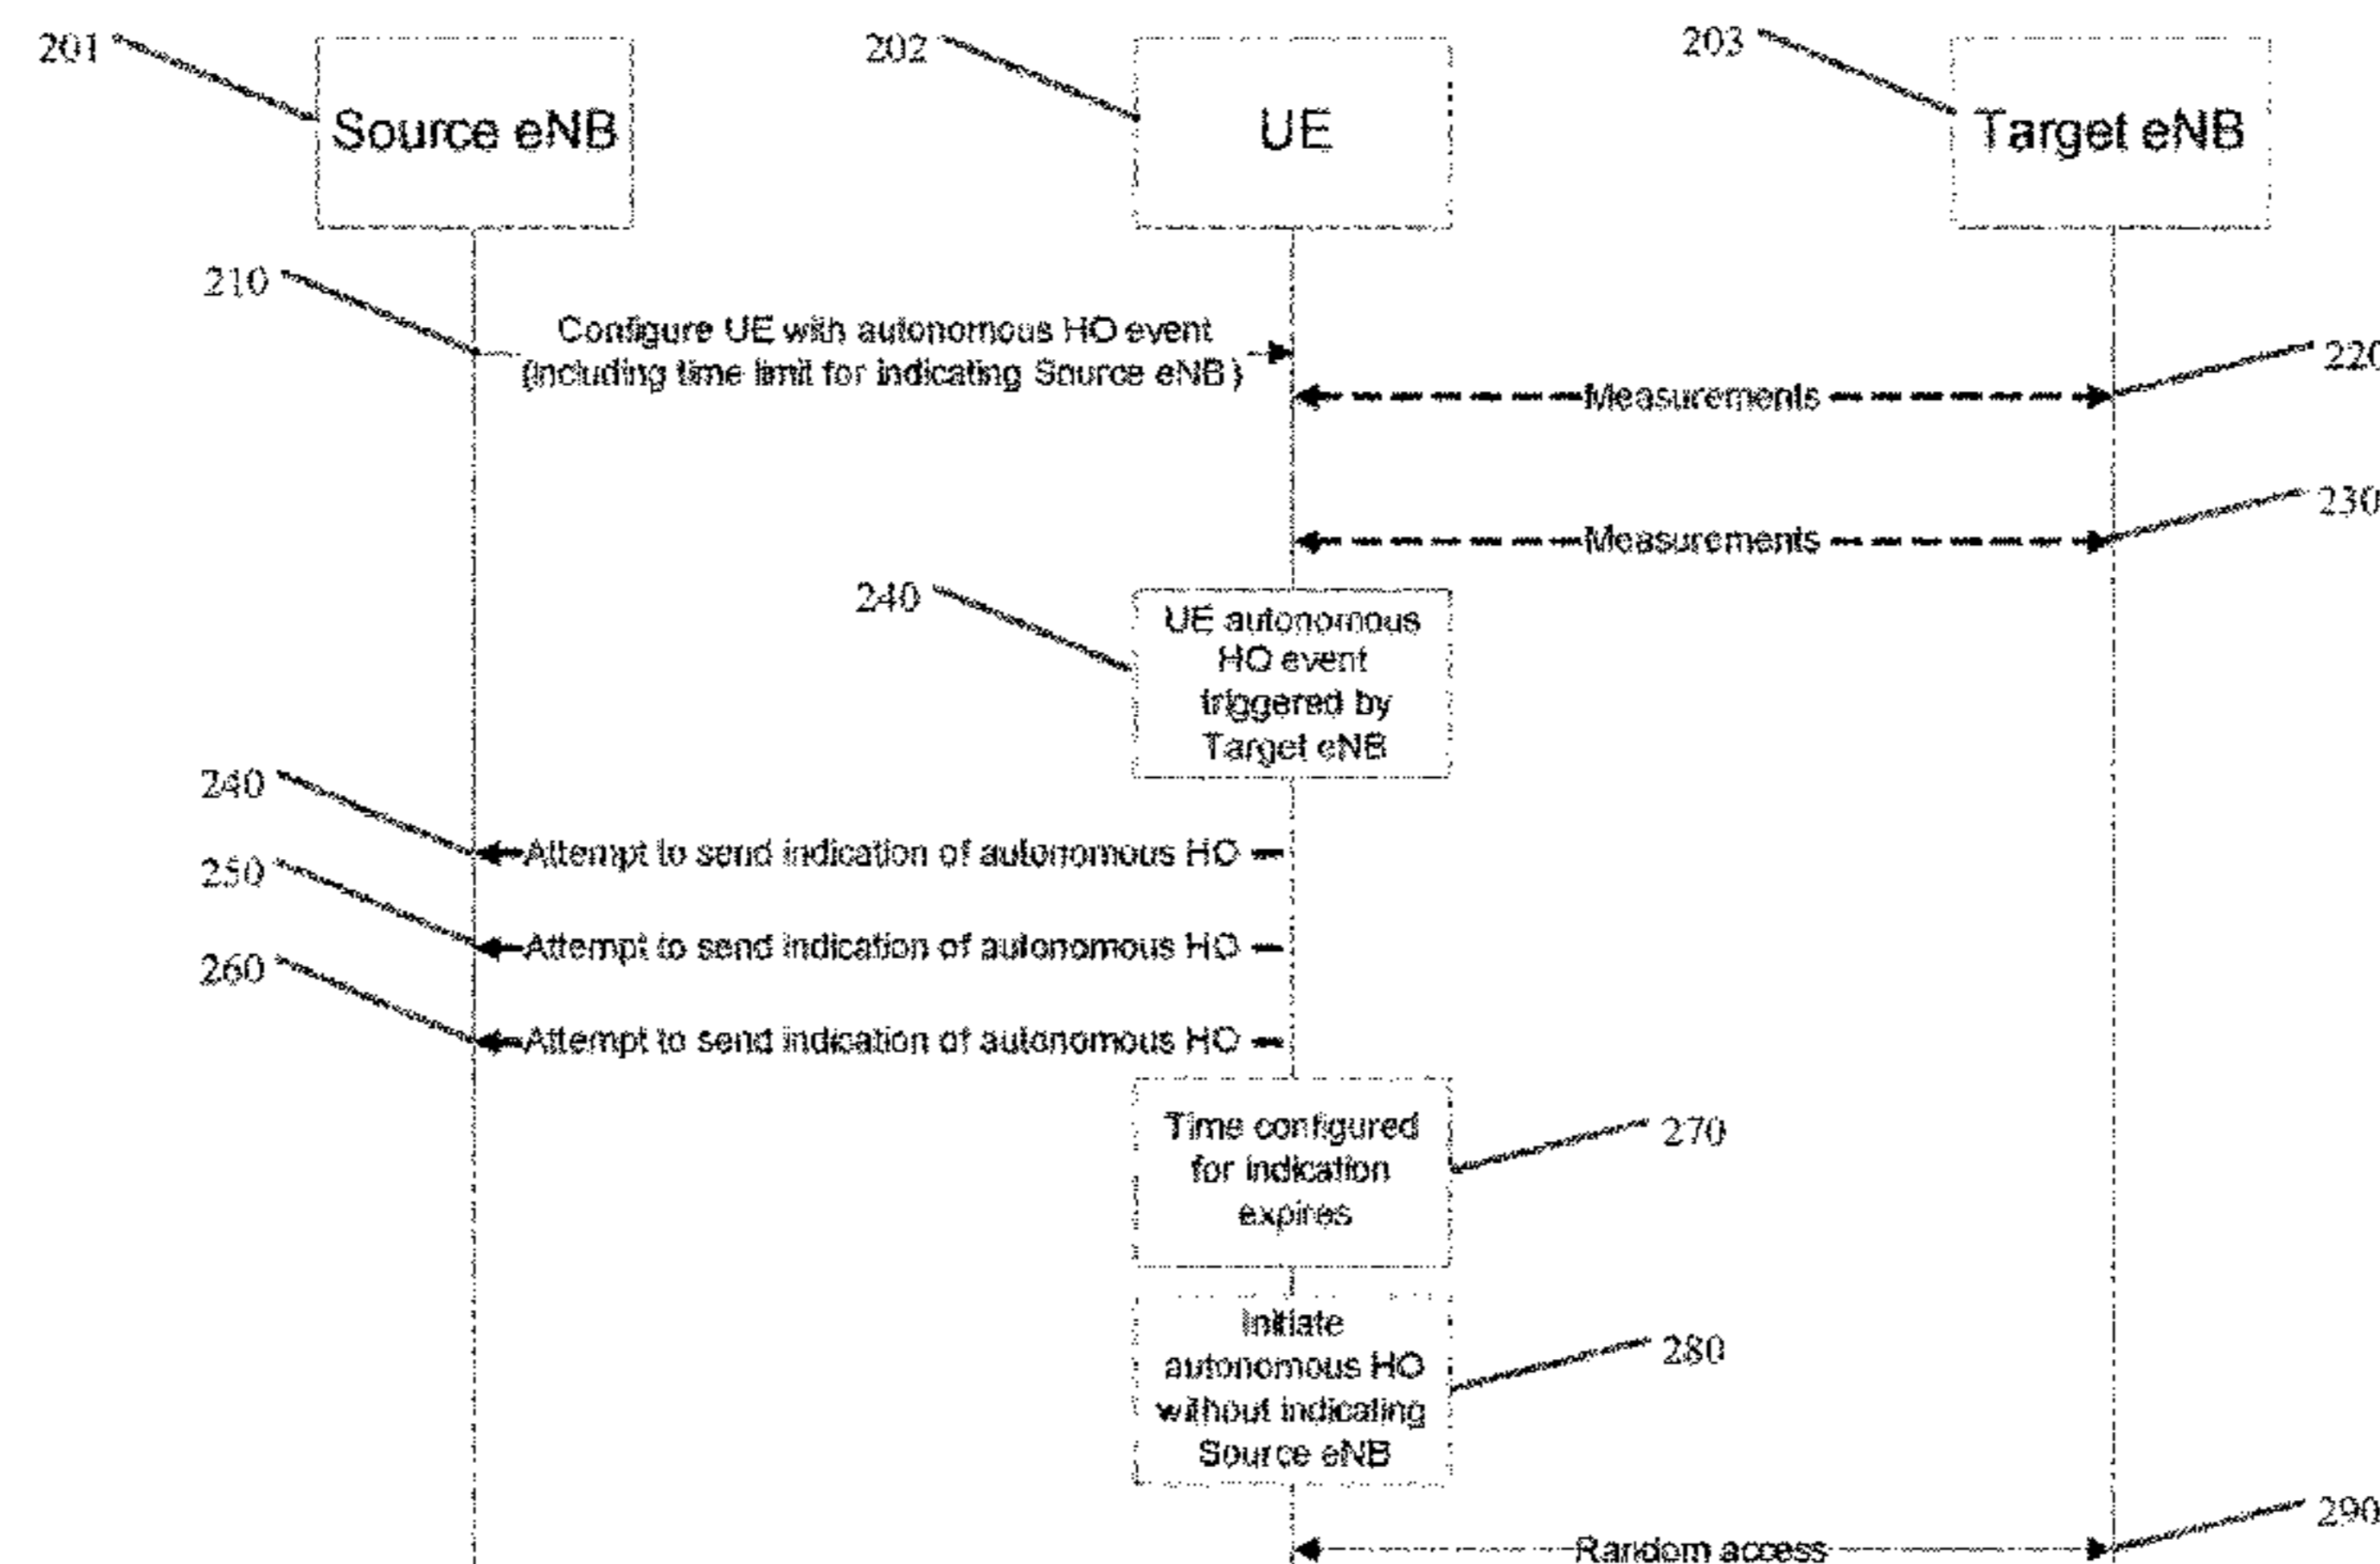 201
202
203
Source eNB
UE
Target eNB
210
Configure UE with autonomous HO event
(including time limit for indicating Source eNB)
220
Measurements
230
Measurements
240
UE autonomous
HO event
triggered by
Target eNB
240
Attempt to send indication of autonomous HO
250
Attempt to send indication of autonomous HO
260
Attempt to send indication of autonomous HO
Time configured
for indication
expires
270
Initiate
autonomous HO
without indicating
Source eNB
280
290
Random access